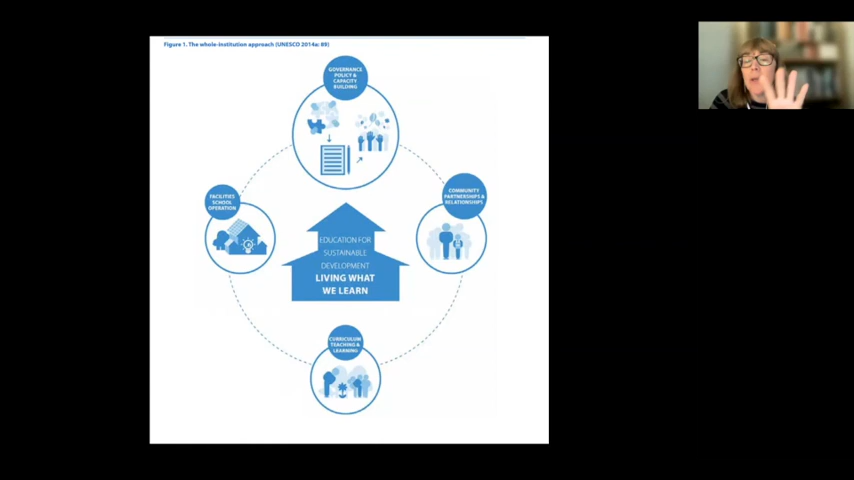 Figure 1. The whole-institution approach (UNESCO 2014a: 89)
GOVERNANCE
POLICY &
CAPACITY
BUILDING
FACILITIES
SCHOOL
OPERATION
COMMUNITY
PARTNERSHIPS &
RELATIONSHIPS
EDUCATION FOR
SUSTAINABLE
DEVELOPMENT
LIVING WHAT
WE LEARN
CURRICULUM
TEACHING &
LEARNING